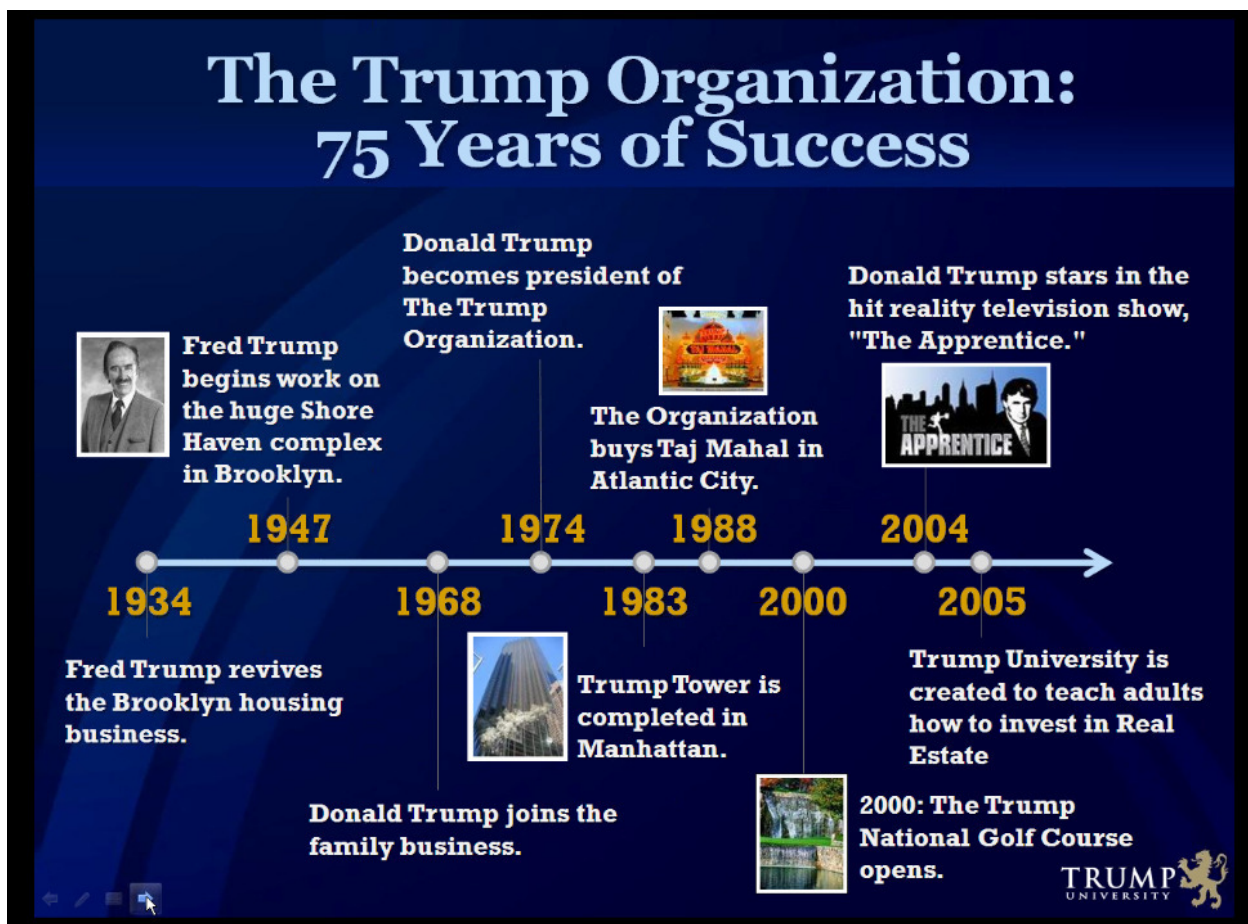 The Trump Organization:
75 Years of Success
Fred Trump
begins work on
the huge Shore
Haven complex
in Brooklyn.
Donald Trump
becomes president of
The Trump
Organization.
TAJ MAHAL
The Organization
buys Taj Mahal in
Atlantic City.
Donald Trump stars in the
hit reality television show,
"The Apprentice."
THE
APPRENTICE
1947
1974
1988
2004
1934
1968
1983
2000
2005
Fred Trump revives
the Brooklyn housing
business.
Donald Trump joins the
family business.
Trump Tower is
completed in
Manhattan.
2000: The Trump
National Golf Course
opens.
Trump University is
created to teach adults
how to invest in Real
Estate
TRUMP
UNIVERSITY